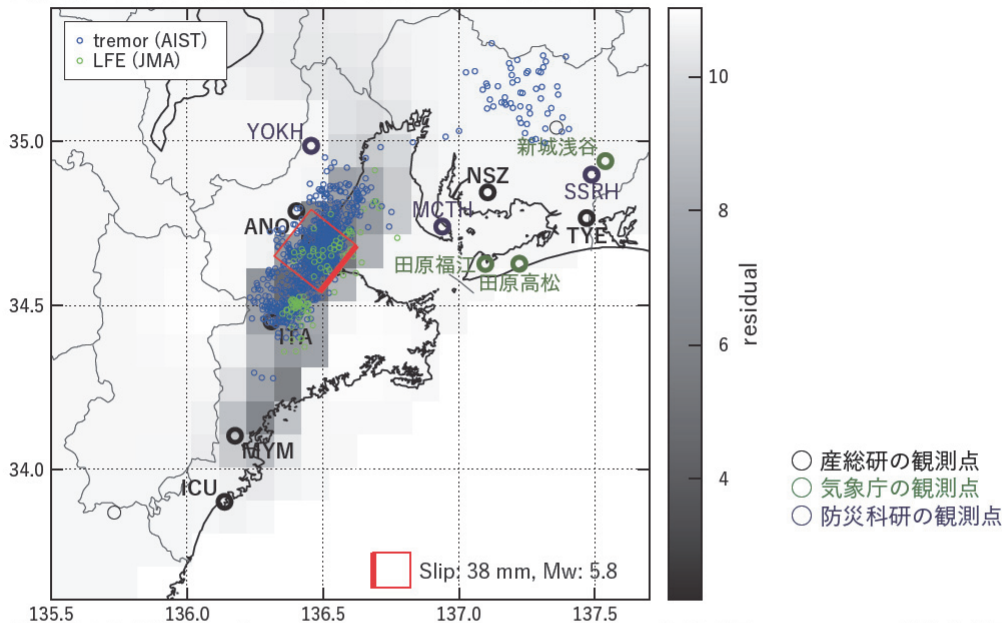 tremor (AIST)
LFE (JMA)
YOKH
新城浅谷
NSZ
SSRH
MCTH
ANO
TYE
田原福江
田原高松
ITA
MYM
ICU
Slip: 38 mm, Mw: 5.8
35.0
34.5
34.0
135.5
136.0
136.5
137.0
137.5
10
8
6
4
residual
産総研の観測点
気象庁の観測点
防災科研の観測点